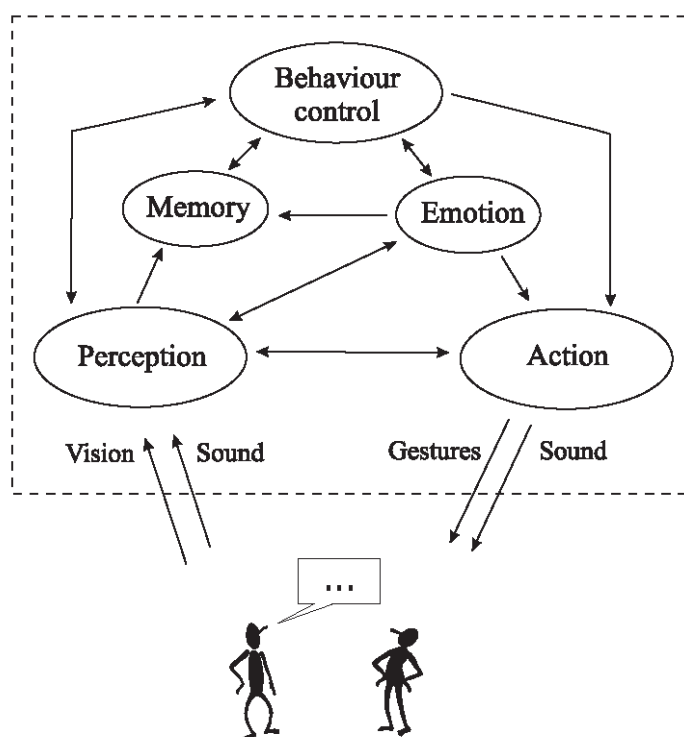 Behaviour
control
Memory
Emotion
Perception
Action
Vision
Sound
Gestures
Sound
...